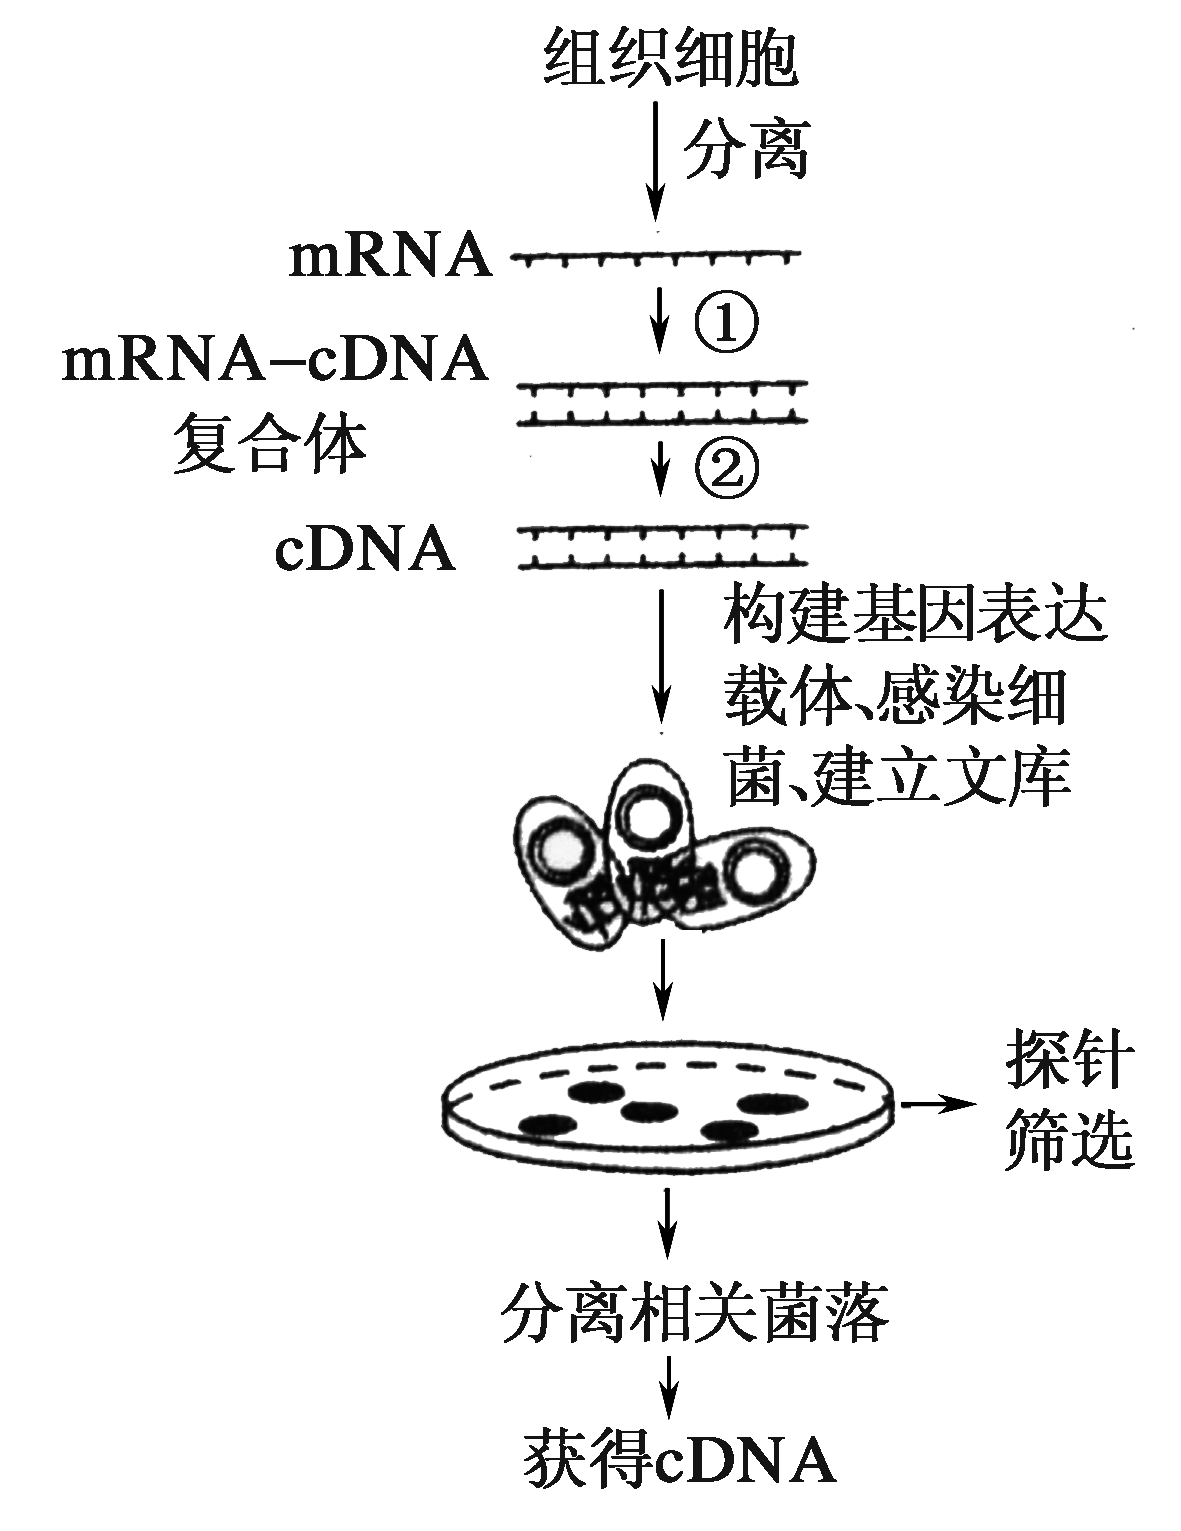 组织细胞
分离
mRNA
①
mRNA–cDNA
复合体
②
cDNA
构建基因表达
载体、感染细
菌、建立文库
探针
筛选
分离相关菌落
获得cDNA